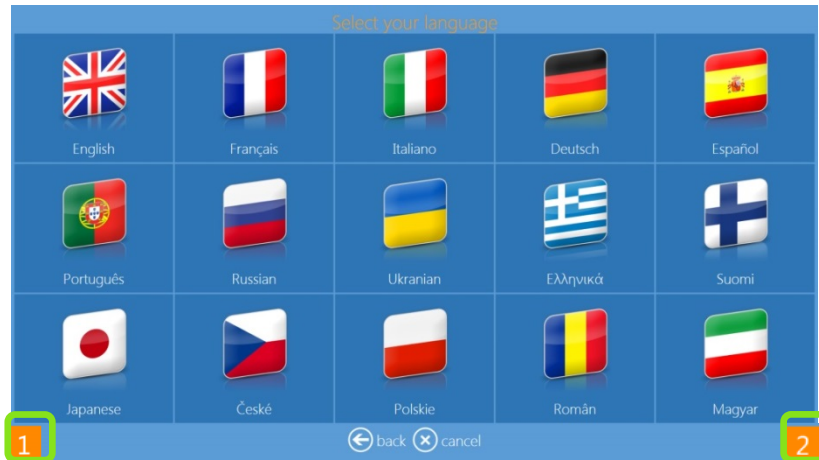 Select your language
English Français Italiano Deutsch Español
Português Russian Ukranian Ελληνικά Suomi
Japanese České Polskie Român Magyar
1 back cancel 2